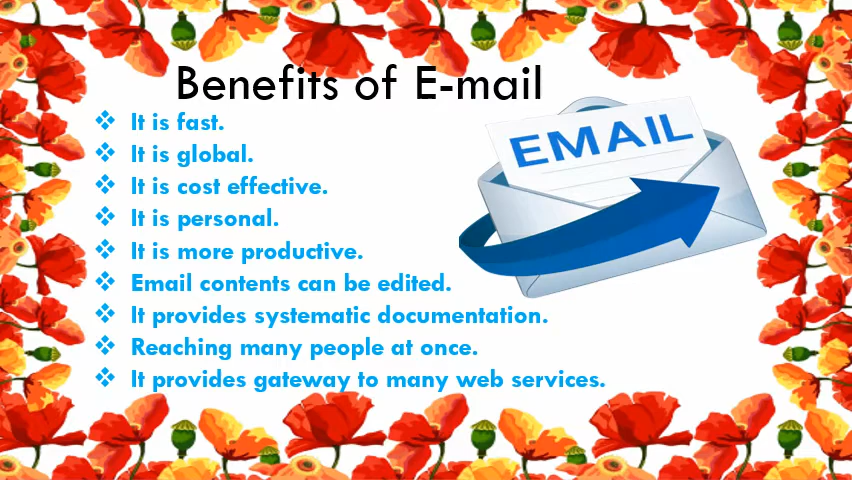 Benefits of E-mail
EMAIL
It is fast.
It is global.
It is cost effective.
It is personal.
It is more productive.
Email contents can be edited.
It provides systematic documentation.
Reaching many people at once.
It provides gateway to many web services.